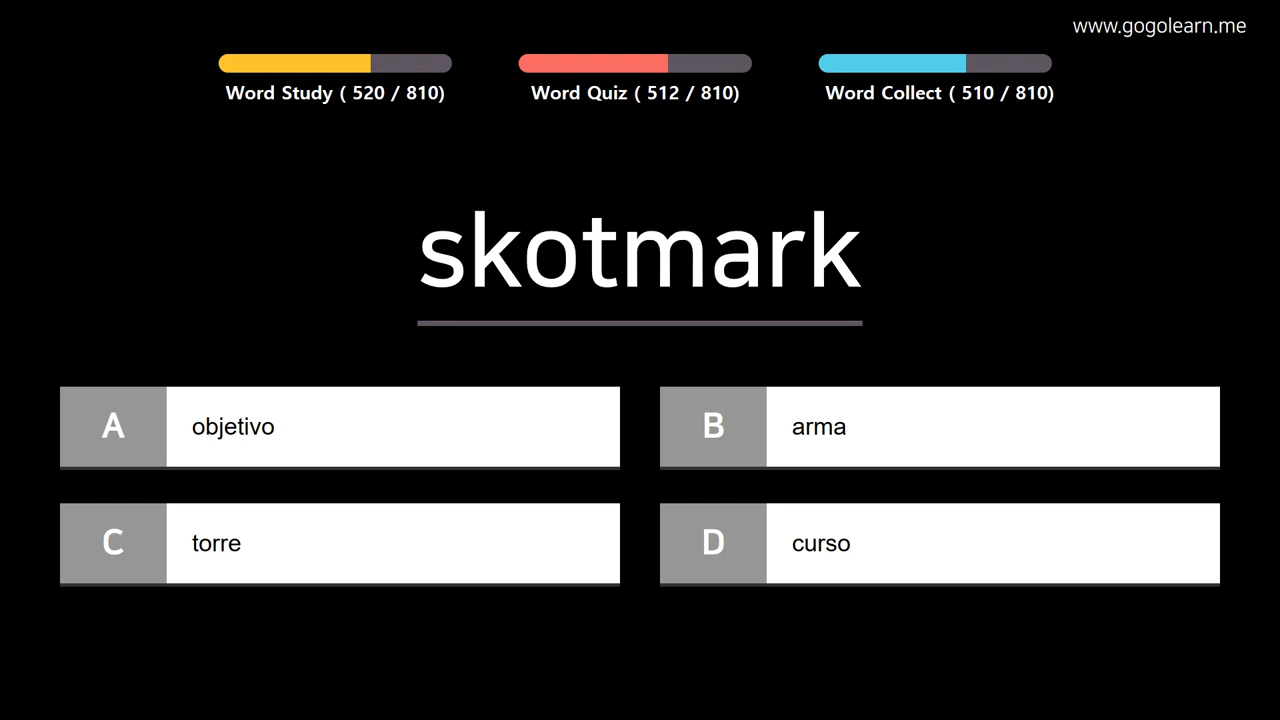 www.gogolearn.me
Word Study ( 520 / 810)
Word Quiz ( 512 / 810)
Word Collect ( 510 / 810)
skotmark
A objetivo
B arma
C torre
D curso